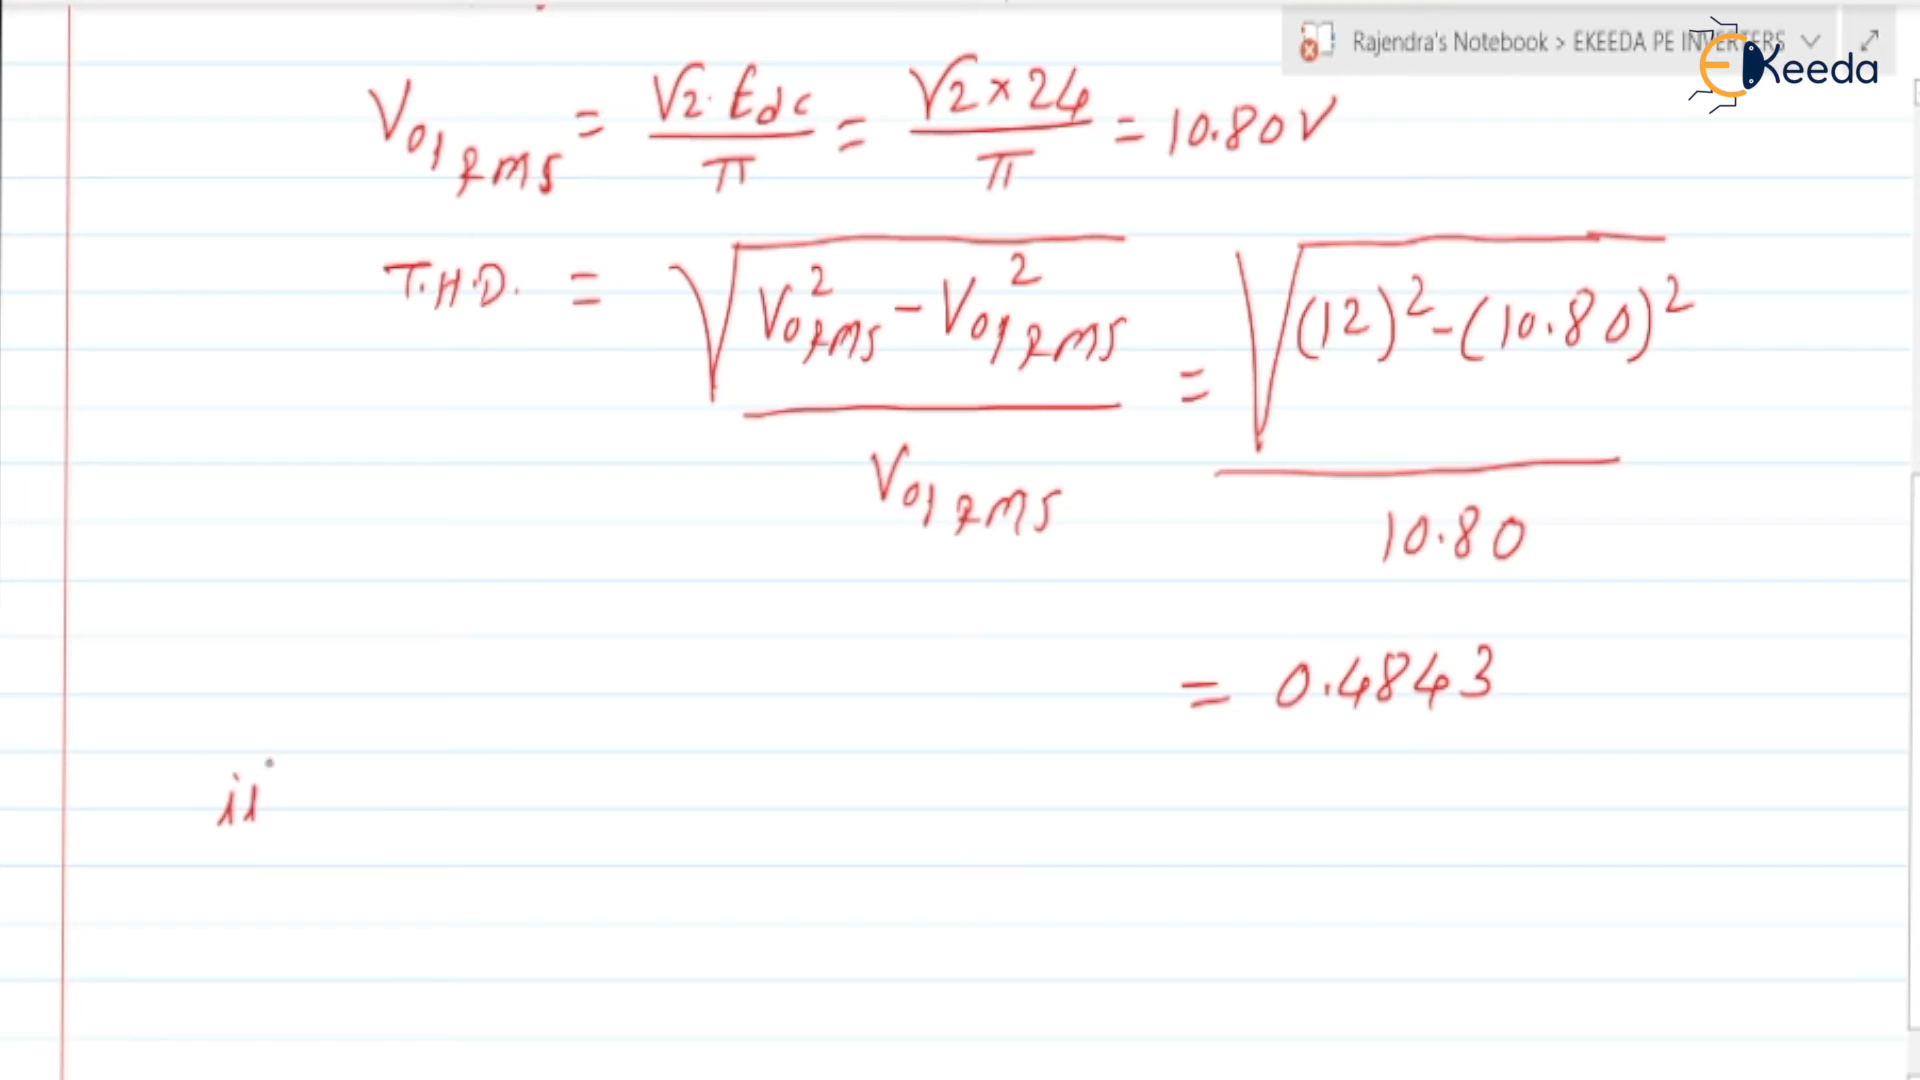 Rajendra's Notebook > EKEEDA PE INVERTERS
EKeeda
V01rms = √2·Edc/π = √2×24/π = 10.80V
T.H.D. = √(V0rms² - V01rms²)/V01rms = √((12)²-(10.80)²)/10.80
= 0.4843
ii